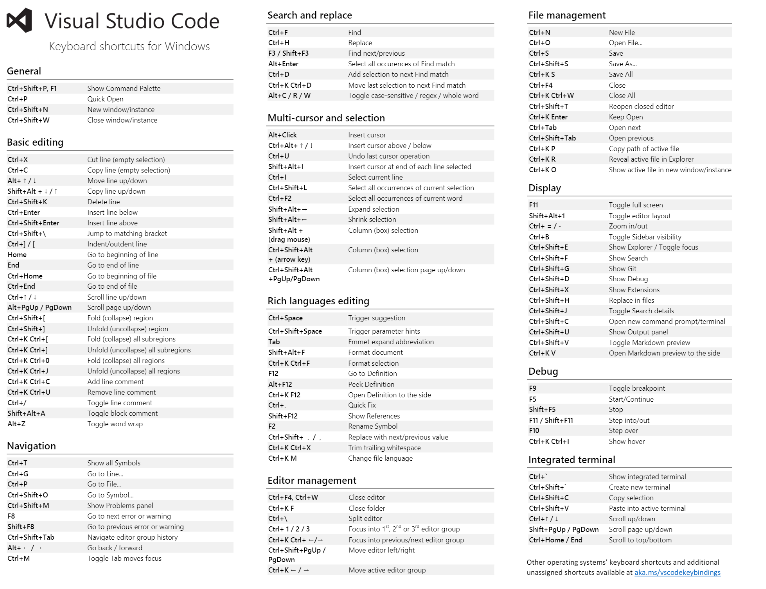 Visual Studio Code
Keyboard shortcuts for Windows
General
Ctrl+Shift+P, F1 Show Command Palette
Ctrl+P Quick Open
Ctrl+Shift+N New window/instance
Ctrl+Shift+W Close window/instance
Basic editing
Ctrl+X Cut line (empty selection)
Ctrl+C Copy line (empty selection)
Alt+ ↑ / ↓ Move line up/down
Shift+Alt + ↓ / ↑ Copy line up/down
Ctrl+Shift+K Delete line
Ctrl+Enter Insert line below
Ctrl+Shift+Enter Insert line above
Ctrl+Shift+\ Jump to matching bracket
Ctrl+] / [ Indent/outdent line
Home Go to beginning of line
End Go to end of line
Ctrl+Home Go to beginning of file
Ctrl+End Go to end of file
Ctrl+↑ / ↓ Scroll line up/down
Alt+PgUp / PgDown Scroll page up/down
Ctrl+Shift+[ Fold (collapse) region
Ctrl+Shift+] Unfold (uncollapse) region
Ctrl+K Ctrl+[ Fold (collapse) all subregions
Ctrl+K Ctrl+] Unfold (uncollapse) all subregions
Ctrl+K Ctrl+0 Fold (collapse) all regions
Ctrl+K Ctrl+J Unfold (uncollapse) all regions
Ctrl+K Ctrl+C Add line comment
Ctrl+K Ctrl+U Remove line comment
Ctrl+/ Toggle line comment
Shift+Alt+A Toggle block comment
Alt+Z Toggle word wrap
Navigation
Ctrl+T Show all Symbols
Ctrl+G Go to Line...
Ctrl+P Go to File...
Ctrl+Shift+O Go to Symbol...
Ctrl+Shift+M Show Problems panel
F8 Go to next error or warning
Shift+F8 Go to previous error or warning
Ctrl+Shift+Tab Navigate editor group history
Alt+ ← / → Go back / forward
Ctrl+M Toggle Tab moves focus
Search and replace
Ctrl+F Find
Ctrl+H Replace
F3 / Shift+F3 Find next/previous
Alt+Enter Select all occurences of Find match
Ctrl+D Add selection to next Find match
Ctrl+K Ctrl+D Move last selection to next Find match
Alt+C / R / W Toggle case-sensitive / regex / whole word
Multi-cursor and selection
Alt+Click Insert cursor
Ctrl+Alt+ ↑ / ↓ Insert cursor above / below
Ctrl+U Undo last cursor operation
Shift+Alt+I Insert cursor at end of each line selected
Ctrl+I Select current line
Ctrl+Shift+L Select all occurrences of current selection
Ctrl+F2 Select all occurrences of current word
Shift+Alt+→ Expand selection
Shift+Alt+← Shrink selection
Shift+Alt + Column (box) selection
(drag mouse)
Ctrl+Shift+Alt Column (box) selection
+ (arrow key)
Ctrl+Shift+Alt Column (box) selection page up/down
+PgUp/PgDown
Rich languages editing
Ctrl+Space Trigger suggestion
Ctrl+Shift+Space Trigger parameter hints
Tab Emmet expand abbreviation
Shift+Alt+F Format document
Ctrl+K Ctrl+F Format selection
F12 Go to Definition
Alt+F12 Peek Definition
Ctrl+K F12 Open Definition to the side
Ctrl+. Quick Fix
Shift+F12 Show References
F2 Rename Symbol
Ctrl+Shift+ . / , Replace with next/previous value
Ctrl+K Ctrl+X Trim trailing whitespace
Ctrl+K M Change file language
Editor management
Ctrl+F4, Ctrl+W Close editor
Ctrl+K F Close folder
Ctrl+\ Split editor
Ctrl+ 1 / 2 / 3 Focus into 1st, 2nd or 3rd editor group
Ctrl+K Ctrl+ ←/→ Focus into previous/next editor group
Ctrl+Shift+PgUp / Move editor left/right
PgDown
Ctrl+K ← / → Move active editor group
File management
Ctrl+N New File
Ctrl+O Open File...
Ctrl+S Save
Ctrl+Shift+S Save As...
Ctrl+K S Save All
Ctrl+F4 Close
Ctrl+K Ctrl+W Close All
Ctrl+Shift+T Reopen closed editor
Ctrl+K Enter Keep Open
Ctrl+Tab Open next
Ctrl+Shift+Tab Open previous
Ctrl+K P Copy path of active file
Ctrl+K R Reveal active file in Explorer
Ctrl+K O Show active file in new window/instance
Display
F11 Toggle full screen
Shift+Alt+1 Toggle editor layout
Ctrl+ = / - Zoom in/out
Ctrl+B Toggle Sidebar visibility
Ctrl+Shift+E Show Explorer / Toggle focus
Ctrl+Shift+F Show Search
Ctrl+Shift+G Show Git
Ctrl+Shift+D Show Debug
Ctrl+Shift+X Show Extensions
Ctrl+Shift+H Replace in files
Ctrl+Shift+J Toggle Search details
Ctrl+Shift+C Open new command prompt/terminal
Ctrl+Shift+U Show Output panel
Ctrl+Shift+V Toggle Markdown preview
Ctrl+K V Open Markdown preview to the side
Debug
F9 Toggle breakpoint
F5 Start/Continue
Shift+F5 Stop
F11 / Shift+F11 Step into/out
F10 Step over
Ctrl+K Ctrl+I Show hover
Integrated terminal
Ctrl+` Show integrated terminal
Ctrl+Shift+` Create new terminal
Ctrl+Shift+C Copy selection
Ctrl+Shift+V Paste into active terminal
Ctrl+↑ / ↓ Scroll up/down
Shift+PgUp / PgDown Scroll page up/down
Ctrl+Home / End Scroll to top/bottom
Other operating systems' keyboard shortcuts and additional
unassigned shortcuts available at aka.ms/vscodekeybindings